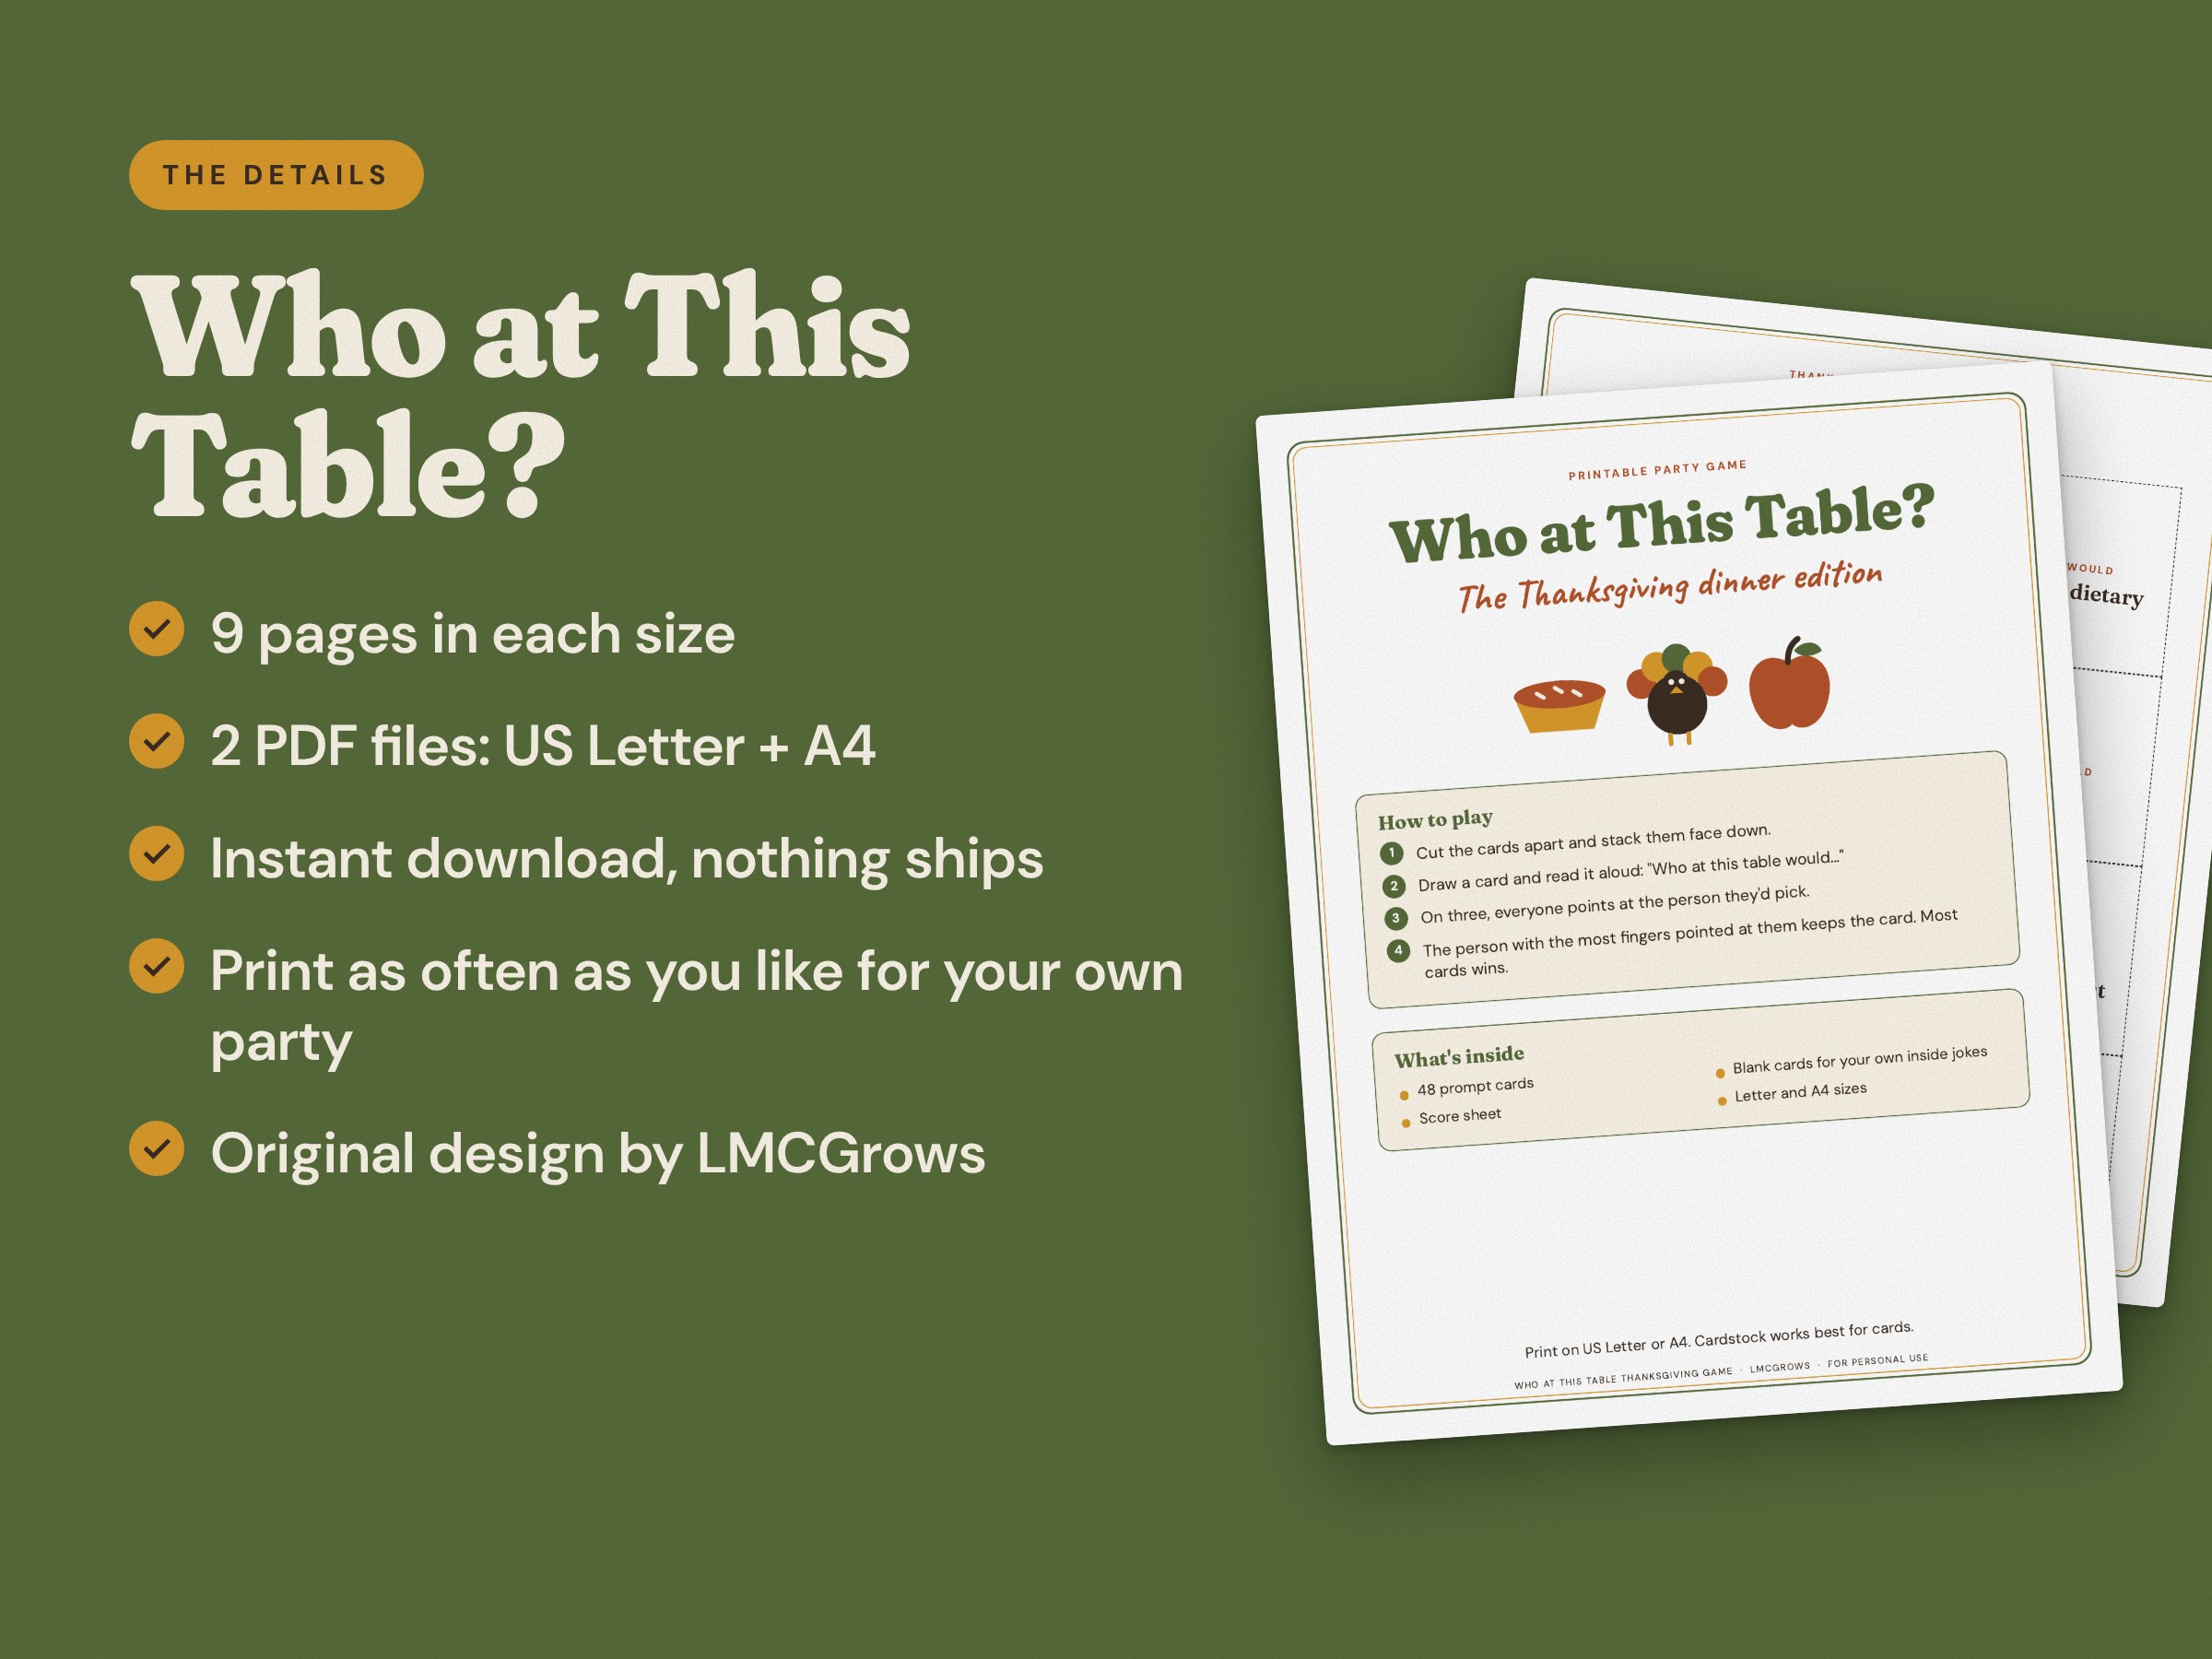 THE DETAILS
Who at This
Table?
9 pages in each size
2 PDF files: US Letter + A4
Instant download, nothing ships
Print as often as you like for your own
party
Original design by LMCGrows
PRINTABLE PARTY GAME
Who at This Table?
The Thanksgiving dinner edition
How to play
1 Cut the cards apart and stack them face down.
2 Draw a card and read it aloud: "Who at this table would..."
3 On three, everyone points at the person they'd pick.
4 The person with the most fingers pointed at them keeps the card. Most
cards wins.
What's inside
48 prompt cards
Score sheet
Blank cards for your own inside jokes
Letter and A4 sizes
Print on US Letter or A4. Cardstock works best for cards.
WHO AT THIS TABLE THANKSGIVING GAME · LMCGROWS · FOR PERSONAL USE
WOULD
dietary